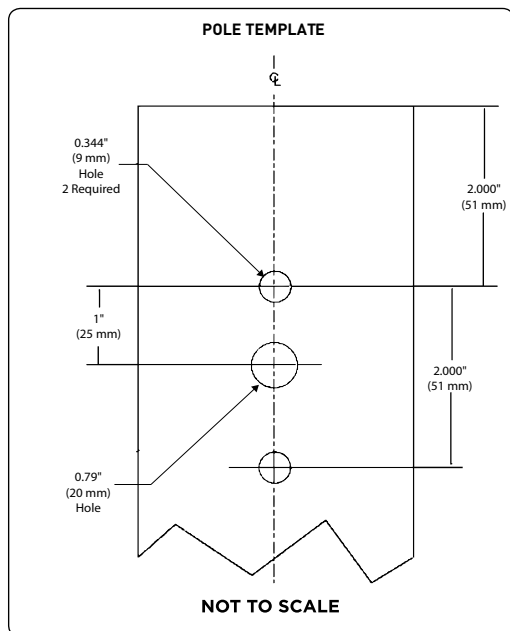 POLE TEMPLATE
℄
0.344"
(9 mm)
Hole
2 Required
2.000"
(51 mm)
1"
(25 mm)
2.000"
(51 mm)
0.79"
(20 mm)
Hole
NOT TO SCALE